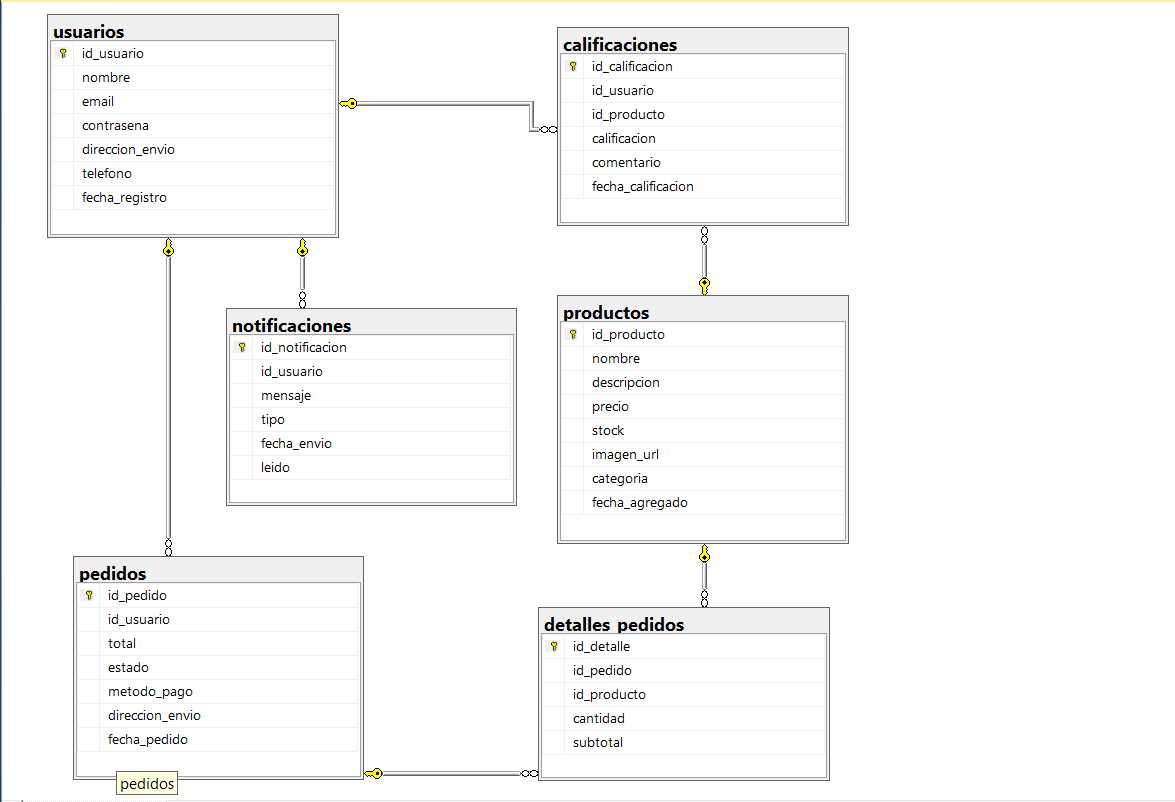 usuarios
id_usuario
nombre
email
contrasena
direccion_envio
telefono
fecha_registro
calificaciones
id_calificacion
id_usuario
id_producto
calificacion
comentario
fecha_calificacion
notificaciones
id_notificacion
id_usuario
mensaje
tipo
fecha_envio
leido
productos
id_producto
nombre
descripcion
precio
stock
imagen_url
categoria
fecha_agregado
pedidos
id_pedido
id_usuario
total
estado
metodo_pago
direccion_envio
fecha_pedido
pedidos
detalles_pedidos
id_detalle
id_pedido
id_producto
cantidad
subtotal